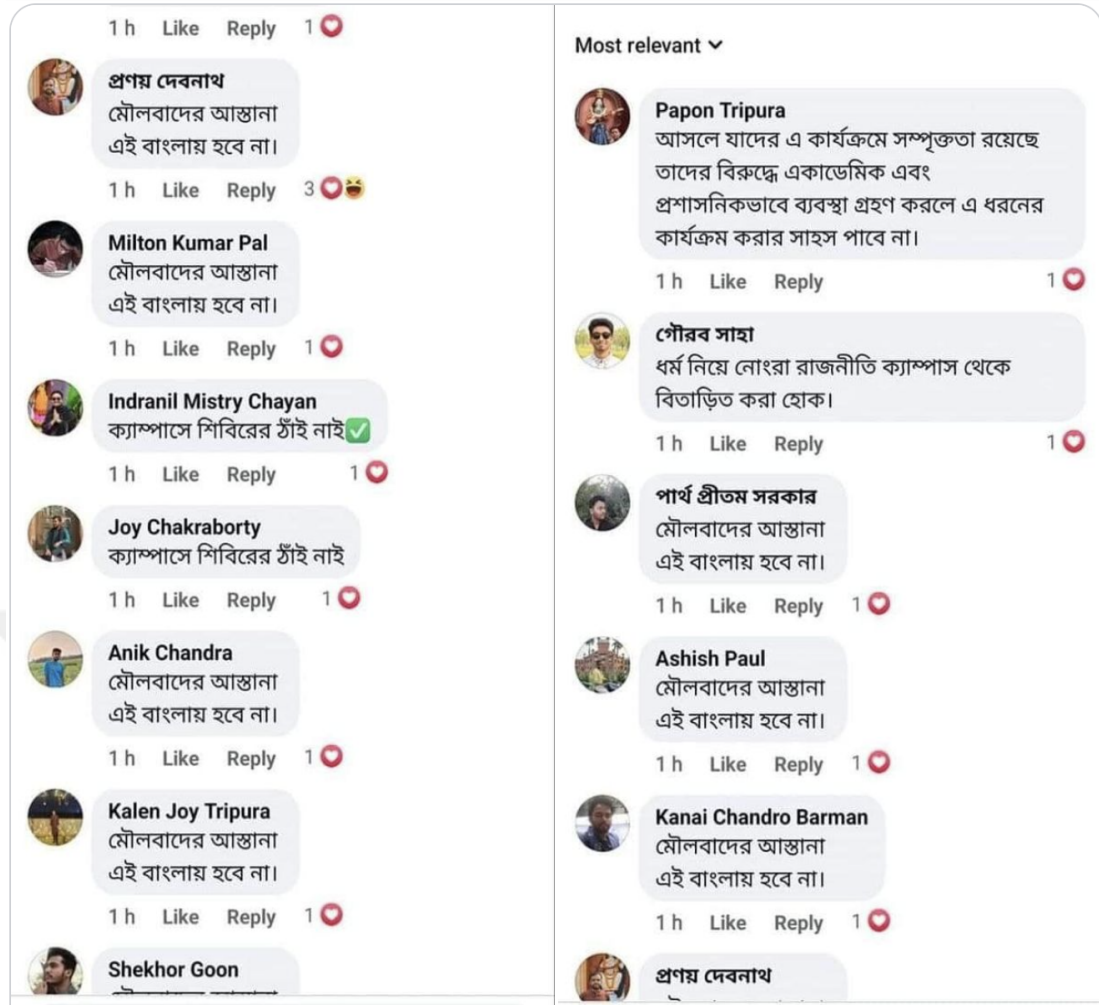 1 h Like Reply 1
প্রণয় দেবনাথ
মৌলবাদের আস্তানা
এই বাংলায় হবে না।
1 h Like Reply 3
Milton Kumar Pal
মৌলবাদের আস্তানা
এই বাংলায় হবে না।
1 h Like Reply 1
Indranil Mistry Chayan
ক্যাম্পাসে শিবিরের ঠাঁই নাই✅
1 h Like Reply 1
Joy Chakraborty
ক্যাম্পাসে শিবিরের ঠাঁই নাই
1 h Like Reply 1
Anik Chandra
মৌলবাদের আস্তানা
এই বাংলায় হবে না।
1 h Like Reply 1
Kalen Joy Tripura
মৌলবাদের আস্তানা
এই বাংলায় হবে না।
1 h Like Reply 1
Shekhor Goon
Most relevant
Papon Tripura
আসলে যাদের এ কার্যক্রমে সম্পৃক্ততা রয়েছে
তাদের বিরুদ্ধে একাডেমিক এবং
প্রশাসনিকভাবে ব্যবস্থা গ্রহণ করলে এ ধরনের
কার্যক্রম করার সাহস পাবে না।
1 h Like Reply 1
গৌরব সাহা
ধর্ম নিয়ে নোংরা রাজনীতি ক্যাম্পাস থেকে
বিতাড়িত করা হোক।
1 h Like Reply 1
পার্থ প্রীতম সরকার
মৌলবাদের আস্তানা
এই বাংলায় হবে না।
1 h Like Reply 1
Ashish Paul
মৌলবাদের আস্তানা
এই বাংলায় হবে না।
1 h Like Reply 1
Kanai Chandro Barman
মৌলবাদের আস্তানা
এই বাংলায় হবে না।
1 h Like Reply 1
প্রণয় দেবনাথ